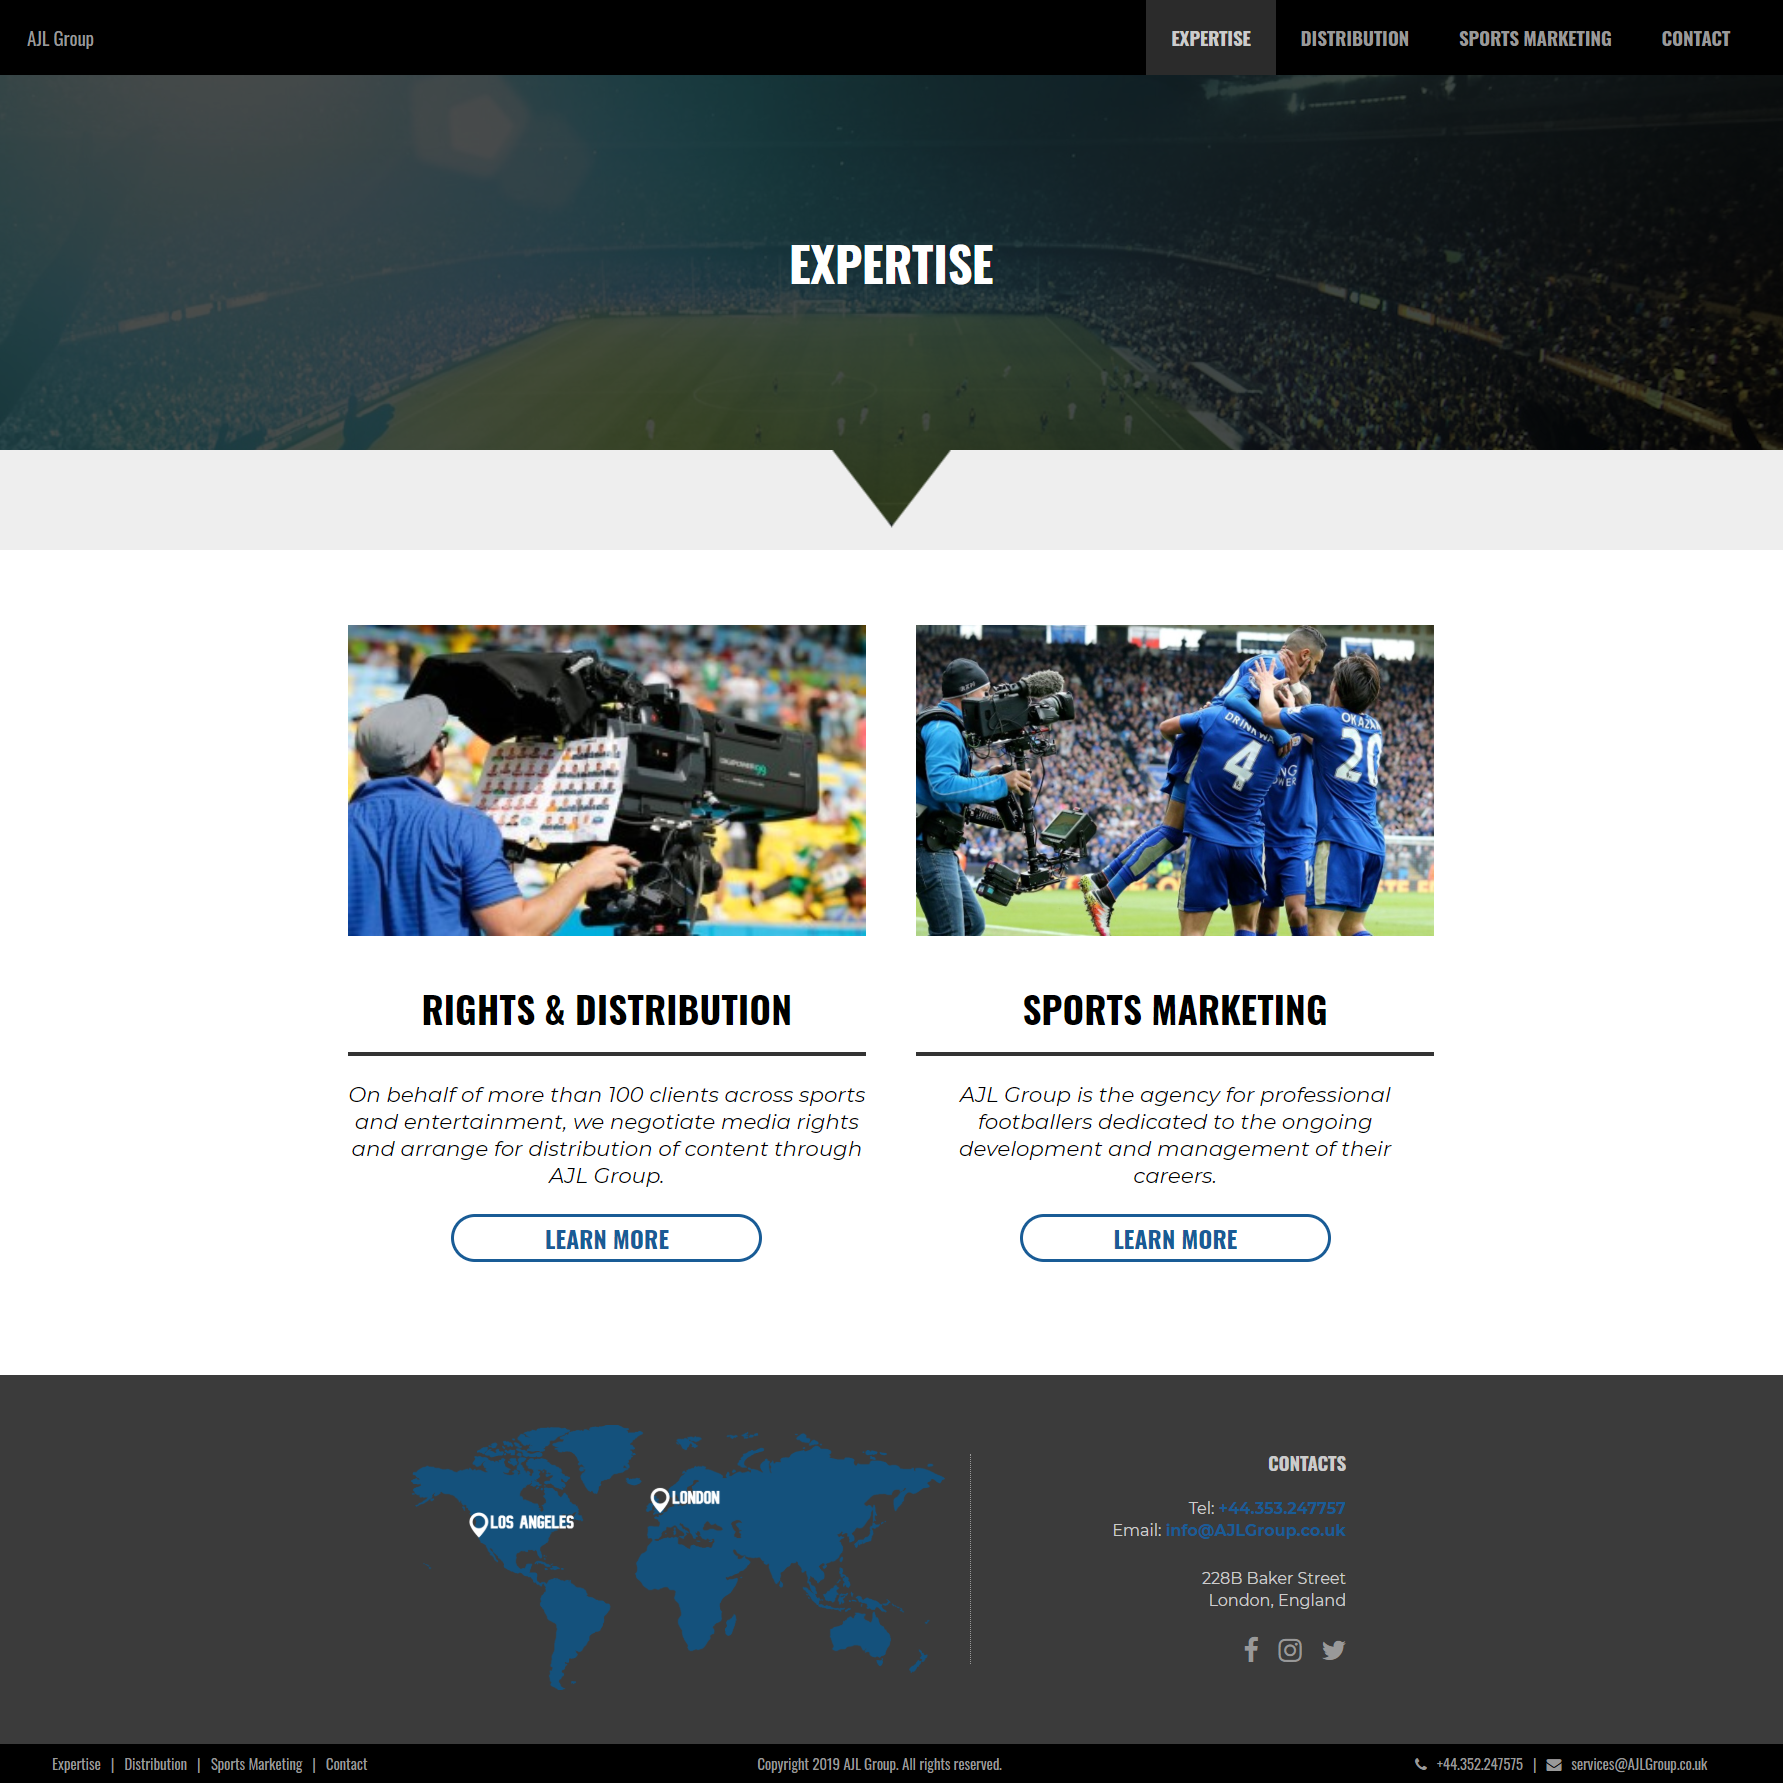 AJL Group
EXPERTISE
DISTRIBUTION
SPORTS MARKETING
CONTACT
EXPERTISE
DRINKWA
4
OKAZAK
20
RIGHTS & DISTRIBUTION
On behalf of more than 100 clients across sports
and entertainment, we negotiate media rights
and arrange for distribution of content through
AJL Group.
LEARN MORE
SPORTS MARKETING
AJL Group is the agency for professional
footballers dedicated to the ongoing
development and management of their
careers.
LEARN MORE
LOS ANGELES
LONDON
CONTACTS
Tel: +44.353.247757
Email: info@AJLGroup.co.uk
228B Baker Street
London, England
Expertise | Distribution | Sports Marketing | Contact
Copyright 2019 AJL Group. All rights reserved.
+44.352.247575 | services@AJLGroup.co.uk